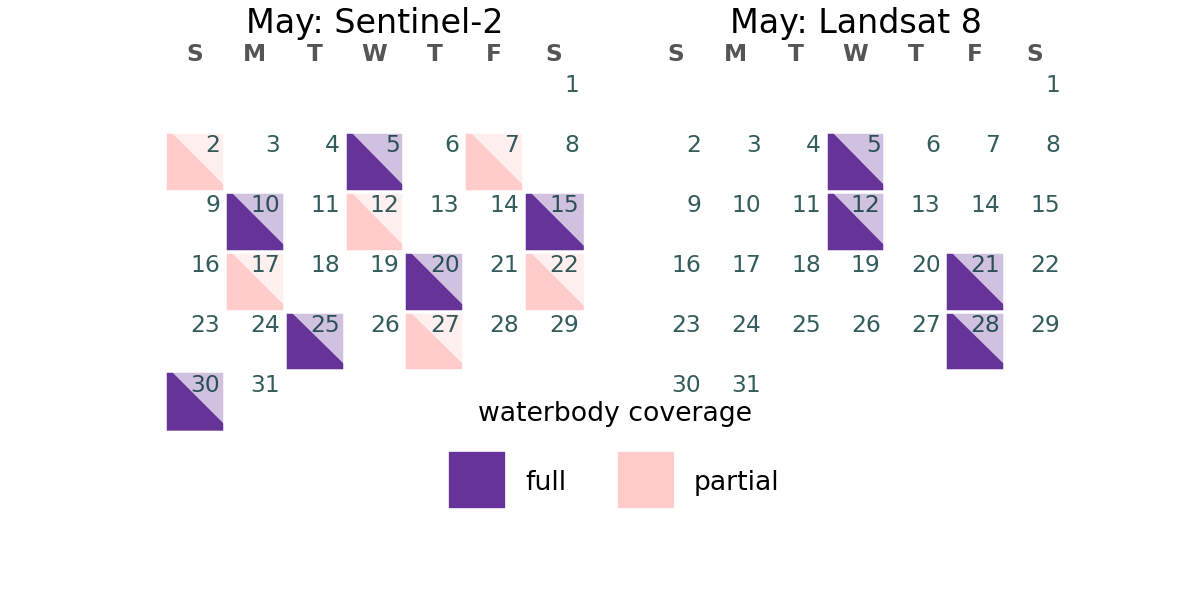 May: Sentinel-2
S M T W T F S
1
2 3 4 5 6 7 8
9 10 11 12 13 14 15
16 17 18 19 20 21 22
23 24 25 26 27 28 29
30 31
May: Landsat 8
S M T W T F S
1
2 3 4 5 6 7 8
9 10 11 12 13 14 15
16 17 18 19 20 21 22
23 24 25 26 27 28 29
30 31
waterbody coverage
full partial